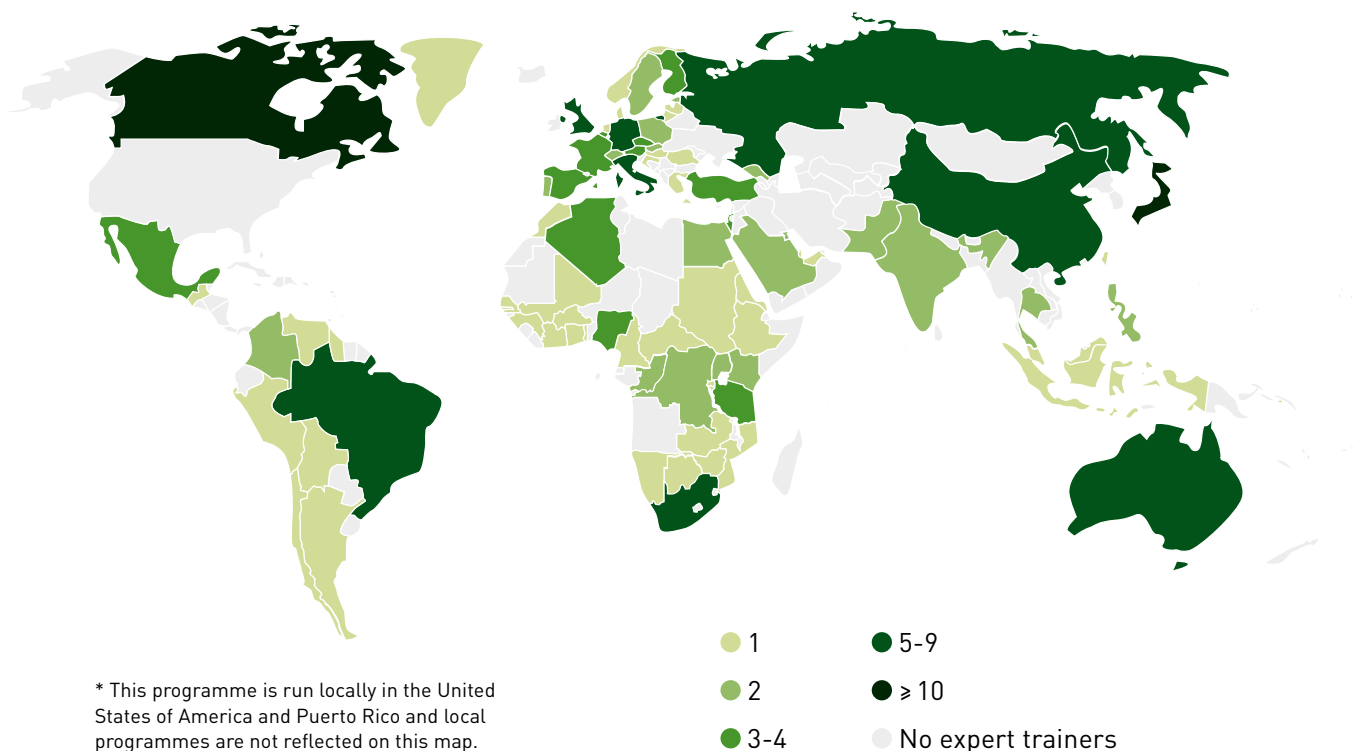 1
2
3-4
5-9
⩾ 10
No expert trainers
* This programme is run locally in the United
States of America and Puerto Rico and local
programmes are not reflected on this map.